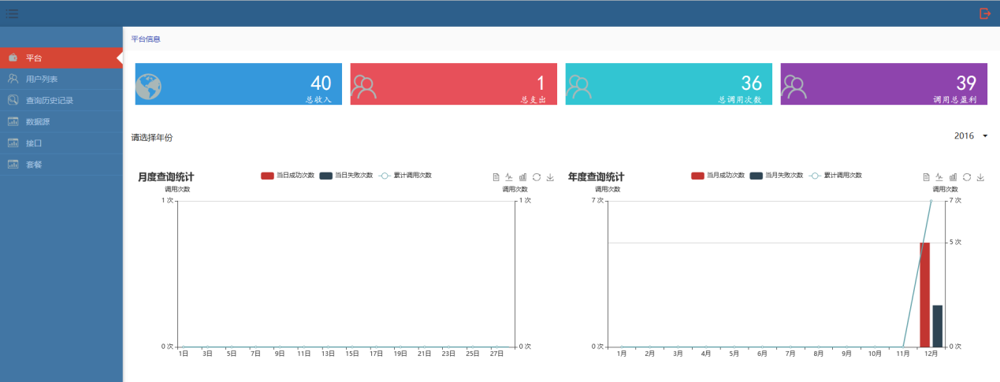 平台信息
平台
用户列表
查询历史记录
数据源
接口
套餐
40
总收入
1
总支出
36
总调用次数
39
调用总盈利
请选择年份
2016
月度查询统计
当日成功次数 当日失败次数 累计调用次数
调用次数 调用次数
1 次 1 次
0 次 0 次
1日 3日 5日 7日 9日 11日 13日 15日 17日 19日 21日 23日 25日 27日
年度查询统计
当月成功次数 当月失败次数 累计调用次数
调用次数 调用次数
7 次 7 次
5 次
0 次 0 次
1月 2月 3月 4月 5月 6月 7月 8月 9月 10月 11月 12月